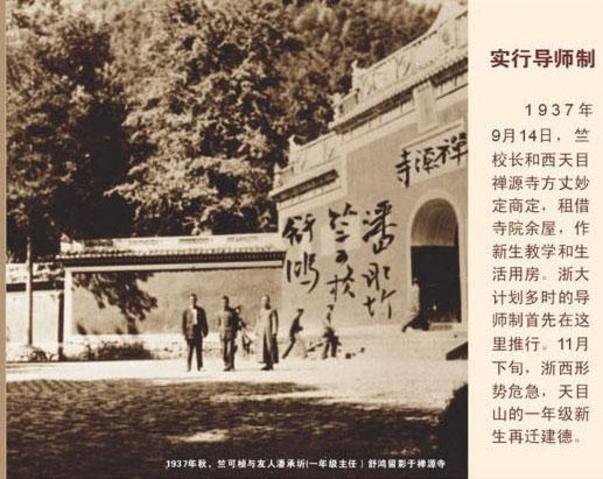 禅源寺
潘承圻
竺可桢
舒鸿
1937年秋，竺可桢与友人潘承圻(一年级主任）舒鸿留影于禅源寺
实行导师制
1937年
9月14日，竺
校长和西天目
禅源寺方丈妙
定商定，租借
寺院余屋，作
新生教学和生
活用房。浙大
计划多时的导
师制首先在这
里推行。11月
下旬，浙西形
势危急，天目
山的一年级新
生再迁建德。